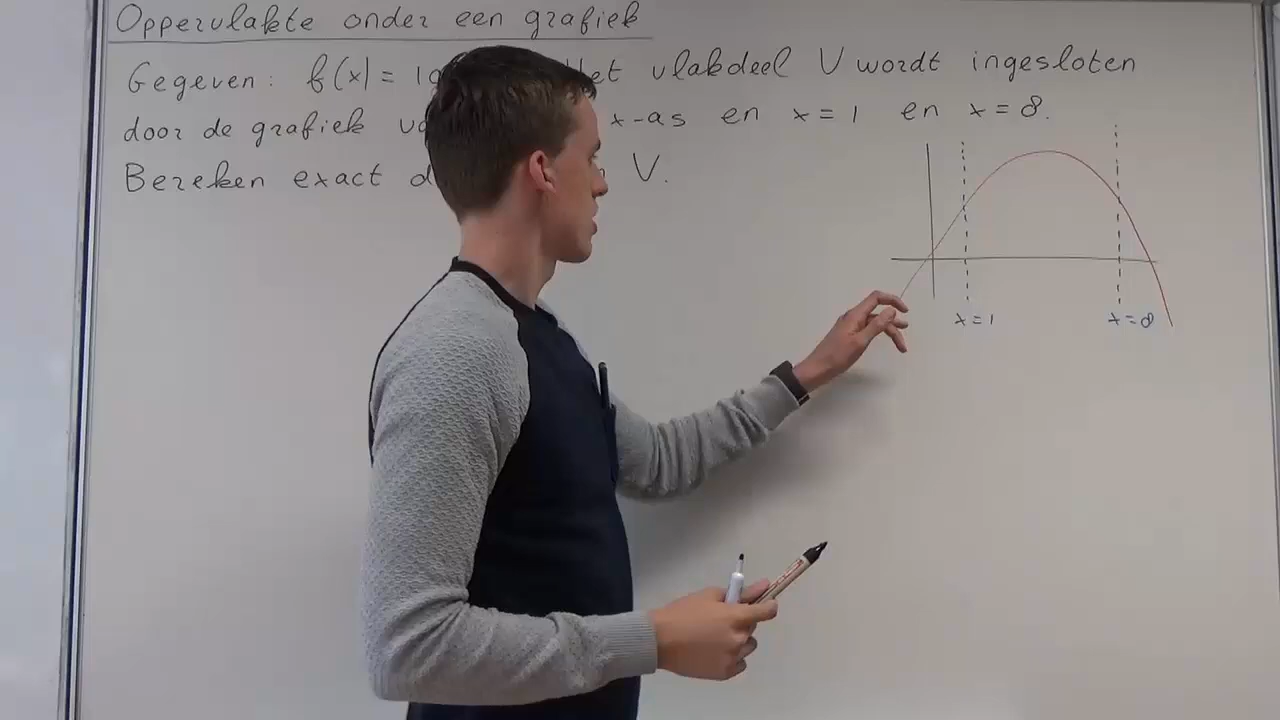 Oppervlakte onder een grafiek
Gegeven: f(x) = 10 Het vlakdeel V wordt ingesloten
door de grafiek x-as en x = 1 en x = 8.
Bereken exact V.
x = 1
x = 8